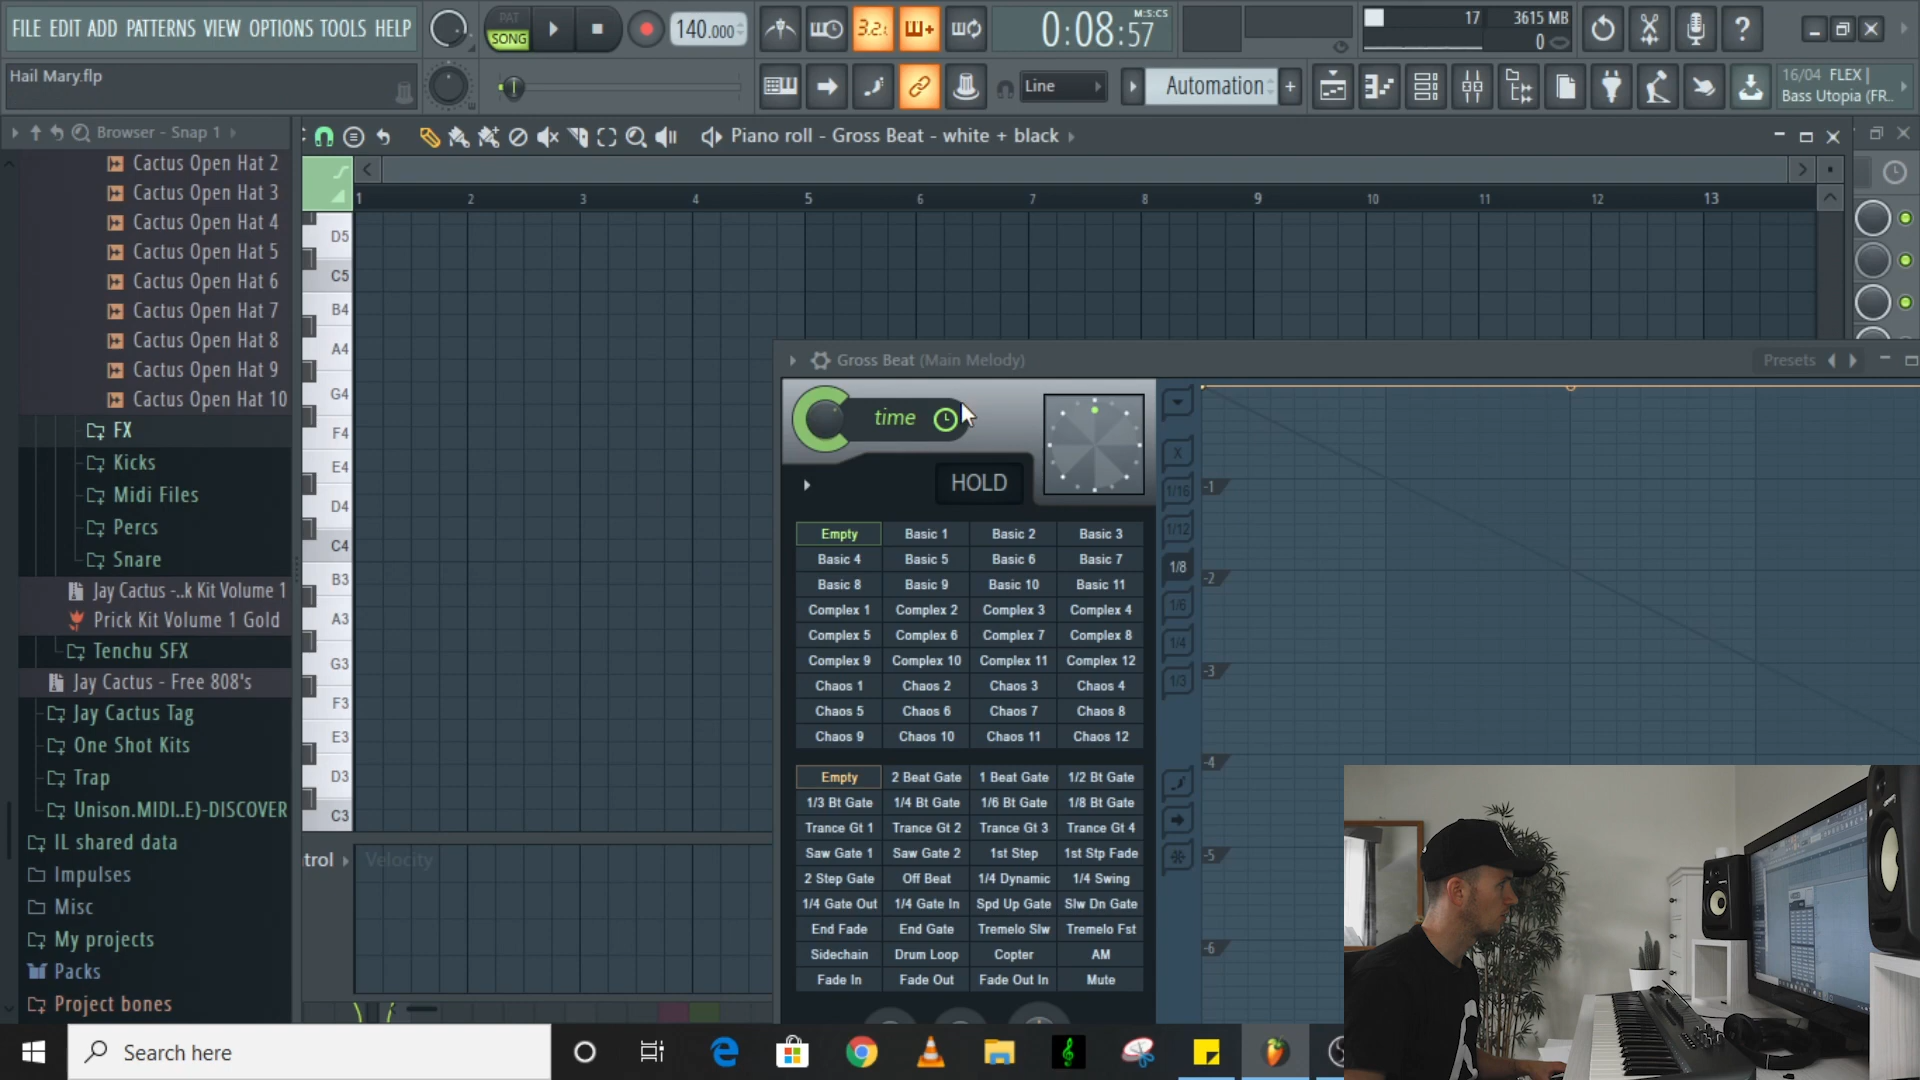 FILE EDIT ADD PATTERNS VIEW OPTIONS TOOLS HELP
PAT
SONG
140.000
3.2.
0:08:57
M:S:CS
17
3615 MB
0
Hail Mary.flp
Line
Automation
16/04 FLEX |
Bass Utopia (FR..
Browser - Snap 1
Piano roll - Gross Beat - white + black
Cactus Open Hat 2
Cactus Open Hat 3
Cactus Open Hat 4
Cactus Open Hat 5
Cactus Open Hat 6
Cactus Open Hat 7
Cactus Open Hat 8
Cactus Open Hat 9
Cactus Open Hat 10
FX
Kicks
Midi Files
Percs
Snare
Jay Cactus -..k Kit Volume 1
Prick Kit Volume 1 Gold
Tenchu SFX
Jay Cactus - Free 808's
Jay Cactus Tag
One Shot Kits
Trap
Unison.MIDI..E)-DISCOVER
IL shared data
Impulses
Misc
My projects
Packs
Project bones
1 2 3 4 5 6 7 8 9 10 11 12 13
D5
C5
B4
A4
G4
F4
E4
D4
C4
B3
A3
G3
F3
E3
D3
C3
trol
Velocity
Gross Beat (Main Melody)
Presets
time
HOLD
Empty Basic 1 Basic 2 Basic 3
Basic 4 Basic 5 Basic 6 Basic 7
Basic 8 Basic 9 Basic 10 Basic 11
Complex 1 Complex 2 Complex 3 Complex 4
Complex 5 Complex 6 Complex 7 Complex 8
Complex 9 Complex 10 Complex 11 Complex 12
Chaos 1 Chaos 2 Chaos 3 Chaos 4
Chaos 5 Chaos 6 Chaos 7 Chaos 8
Chaos 9 Chaos 10 Chaos 11 Chaos 12
Empty 2 Beat Gate 1 Beat Gate 1/2 Bt Gate
1/3 Bt Gate 1/4 Bt Gate 1/6 Bt Gate 1/8 Bt Gate
Trance Gt 1 Trance Gt 2 Trance Gt 3 Trance Gt 4
Saw Gate 1 Saw Gate 2 1st Step 1st Stp Fade
2 Step Gate Off Beat 1/4 Dynamic 1/4 Swing
1/4 Gate Out 1/4 Gate In Spd Up Gate Slw Dn Gate
End Fade End Gate Tremelo Slw Tremelo Fst
Sidechain Drum Loop Copter AM
Fade In Fade Out Fade Out In Mute
X
1/16
1/12
1/8
1/6
1/4
1/3
-1
-2
-3
-4
-5
-6
Search here